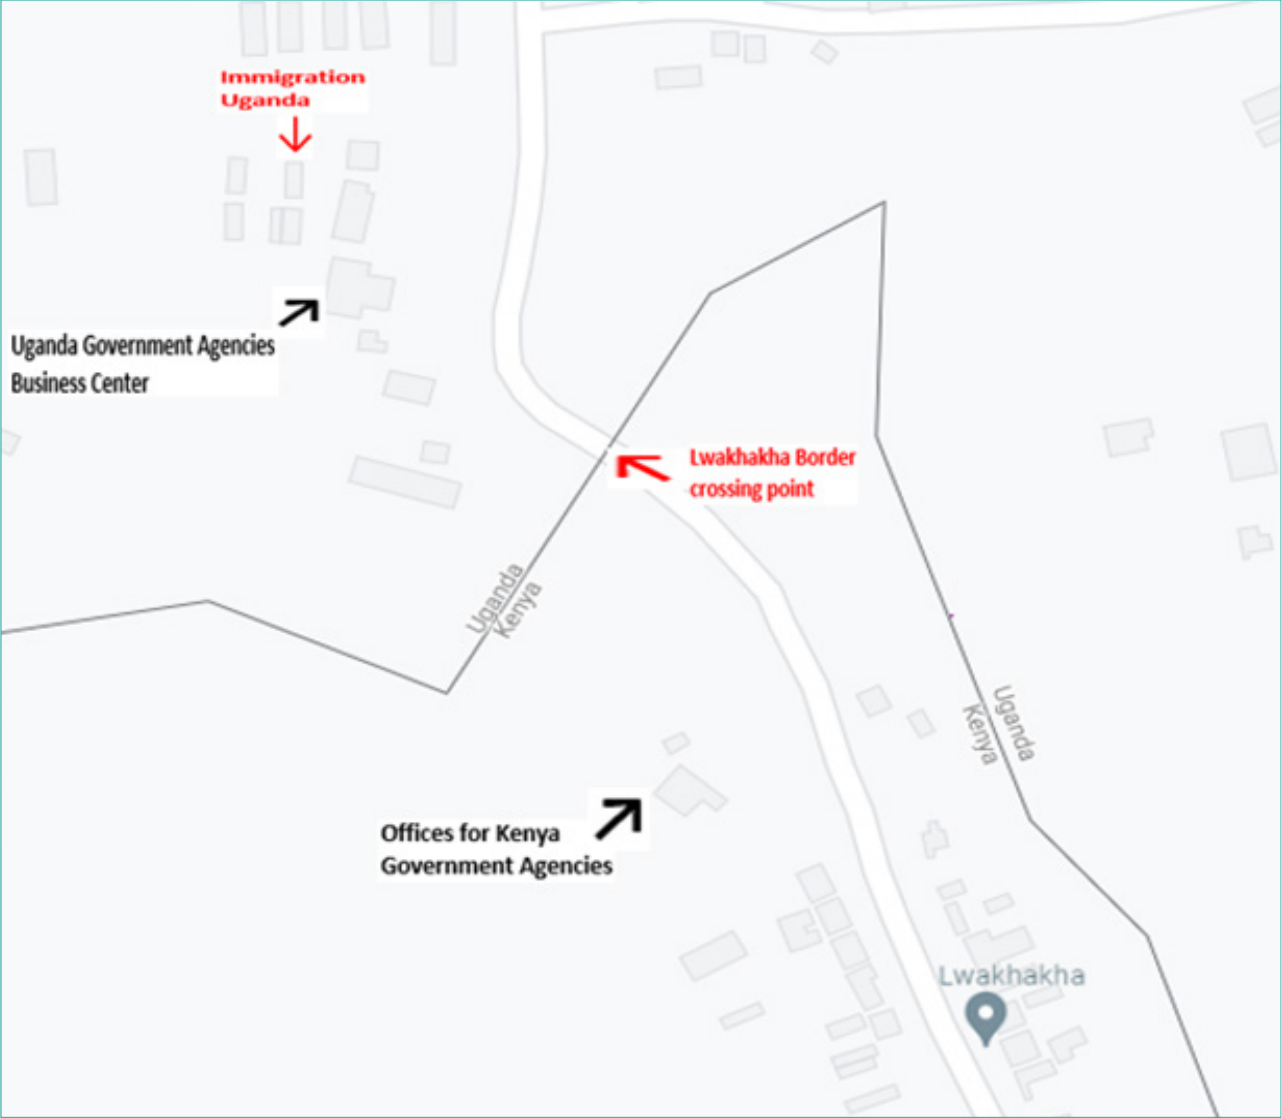 Immigration
Uganda
Uganda Government Agencies
Business Center
Lwakhakha Border
crossing point
Uganda
Kenya
Uganda
Kenya
Offices for Kenya
Government Agencies
Lwakhakha